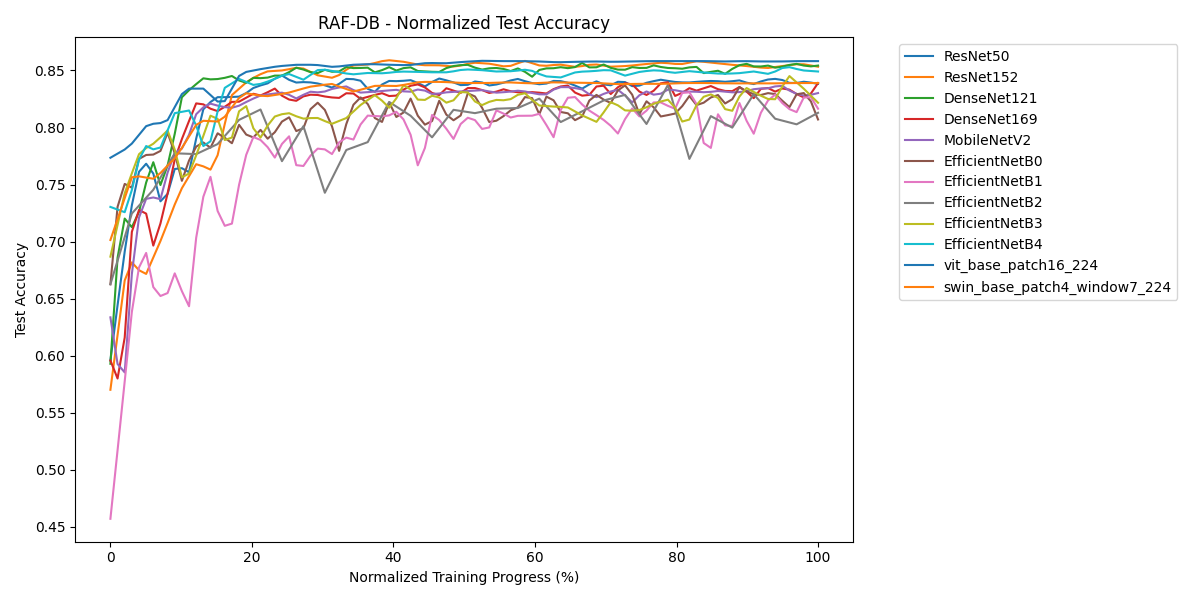 RAF-DB - Normalized Test Accuracy
Test Accuracy
0.85
0.80
0.75
0.70
0.65
0.60
0.55
0.50
0.45
0 20 40 60 80 100
Normalized Training Progress (%)
ResNet50
ResNet152
DenseNet121
DenseNet169
MobileNetV2
EfficientNetB0
EfficientNetB1
EfficientNetB2
EfficientNetB3
EfficientNetB4
vit_base_patch16_224
swin_base_patch4_window7_224